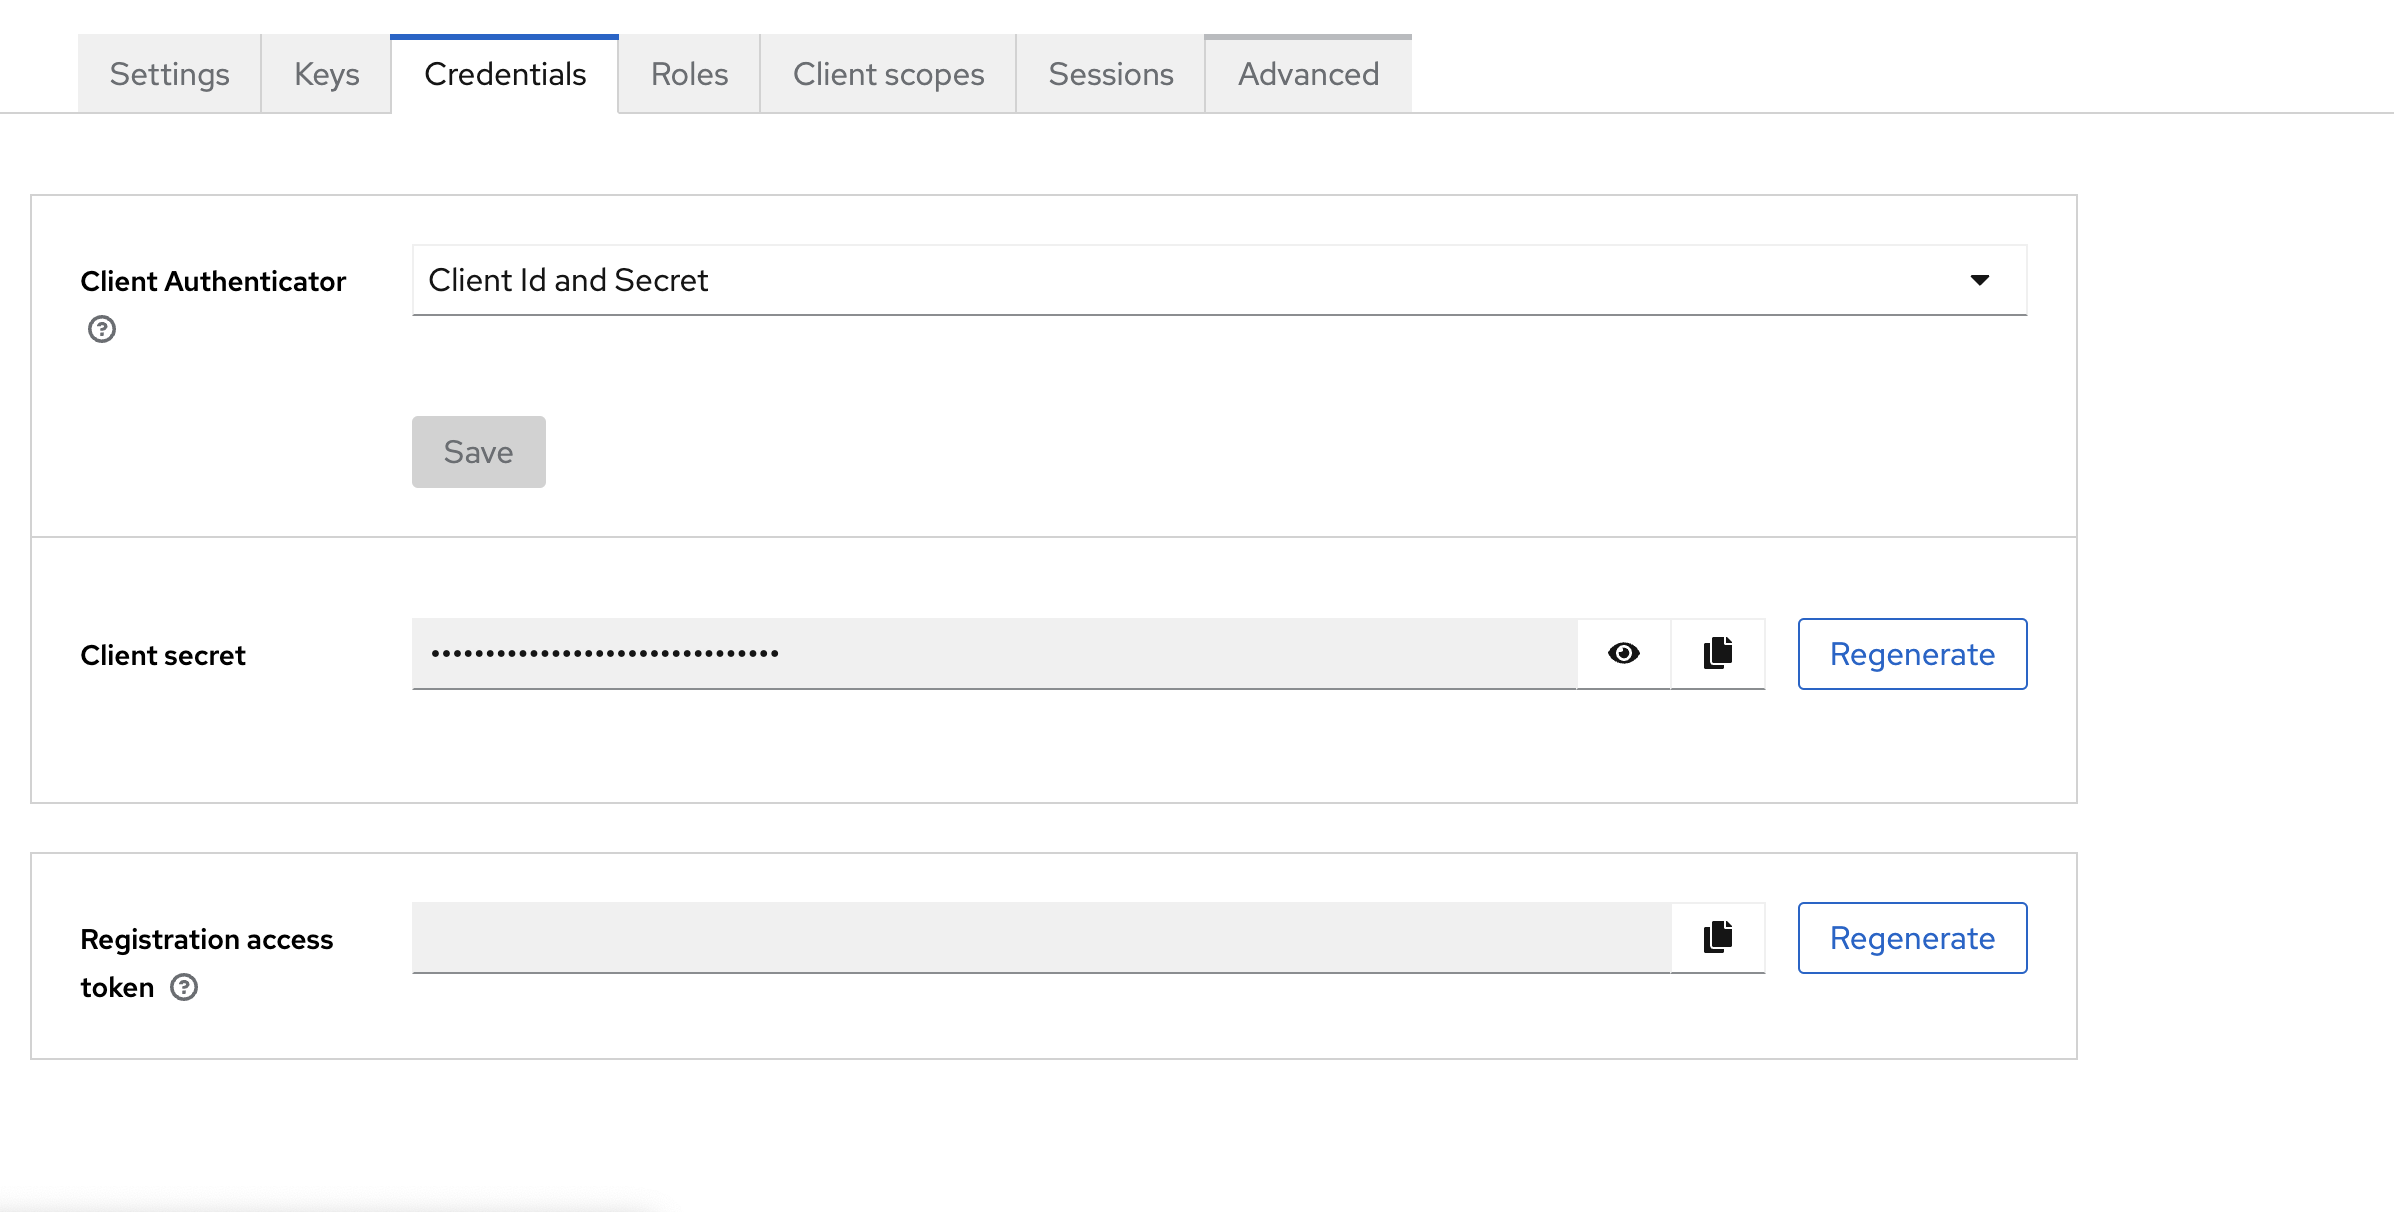 Settings Keys Credentials Roles Client scopes Sessions Advanced
Client Authenticator Client Id and Secret
Save
Client secret •••••••••••••••••••••••••••••••• Regenerate
Registration access Regenerate
token